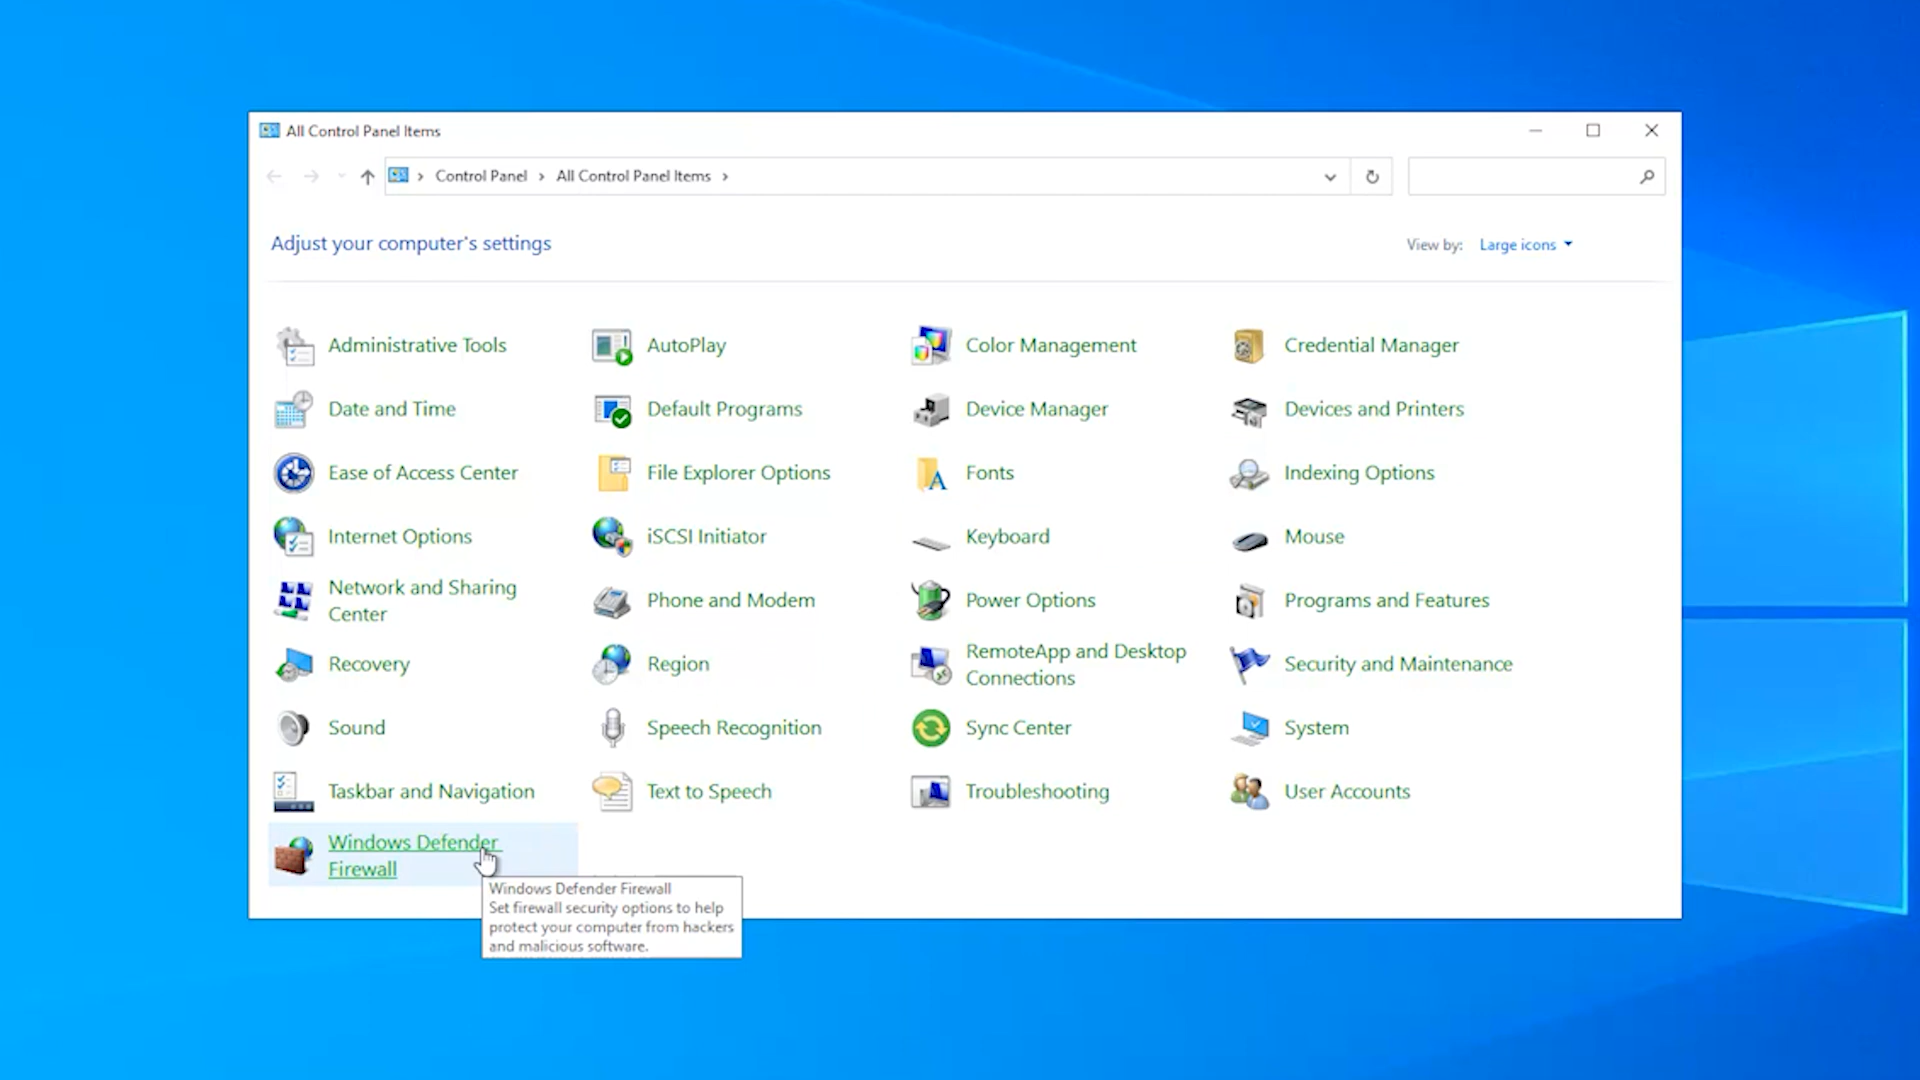 All Control Panel Items
Control Panel
All Control Panel Items
Adjust your computer's settings
View by: Large icons
Administrative Tools
AutoPlay
Color Management
Credential Manager
Date and Time
Default Programs
Device Manager
Devices and Printers
Ease of Access Center
File Explorer Options
Fonts
Indexing Options
Internet Options
iSCSI Initiator
Keyboard
Mouse
Network and Sharing
Center
Phone and Modem
Power Options
Programs and Features
Recovery
Region
RemoteApp and Desktop
Connections
Security and Maintenance
Sound
Speech Recognition
Sync Center
System
Taskbar and Navigation
Text to Speech
Troubleshooting
User Accounts
Windows Defender
Firewall
Windows Defender Firewall
Set firewall security options to help
protect your computer from hackers
and malicious software.